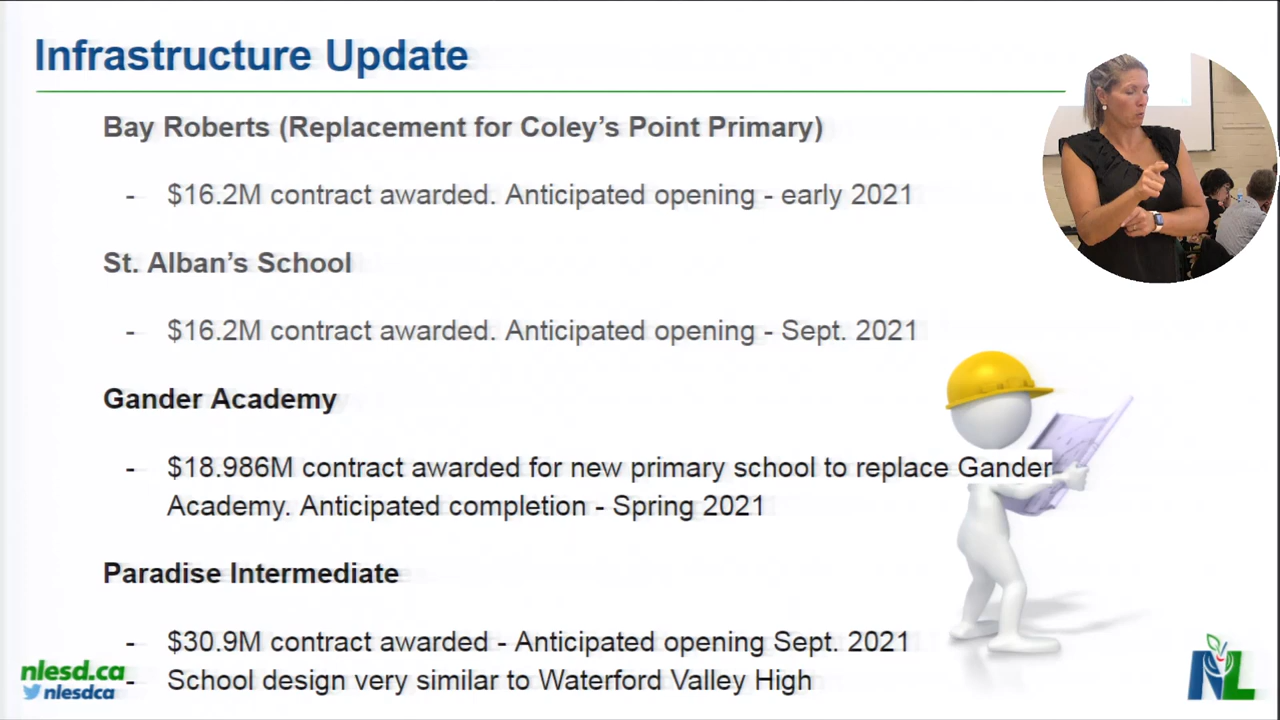 Infrastructure Update
Bay Roberts (Replacement for Coley's Point Primary)
- $16.2M contract awarded. Anticipated opening - early 2021
St. Alban's School
- $16.2M contract awarded. Anticipated opening - Sept. 2021
Gander Academy
- $18.986M contract awarded for new primary school to replace Gander
Academy. Anticipated completion - Spring 2021
Paradise Intermediate
- $30.9M contract awarded - Anticipated opening Sept. 2021
- School design very similar to Waterford Valley High
nlesd.ca
nlesdca
NL